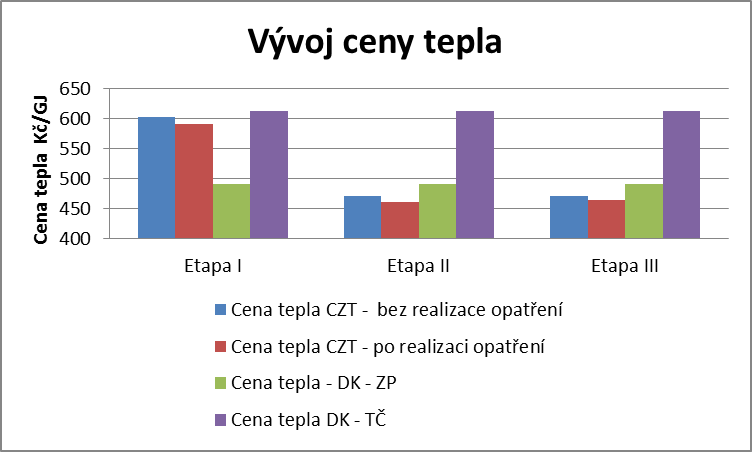 Vývoj ceny tepla
Cena tepla  Kč/GJ
650
600
550
500
450
400
Etapa I
Etapa II
Etapa III
Cena tepla CZT -  bez realizace opatření
Cena tepla CZT - po realizaci opatření
Cena tepla - DK - ZP
Cena tepla DK - TČ